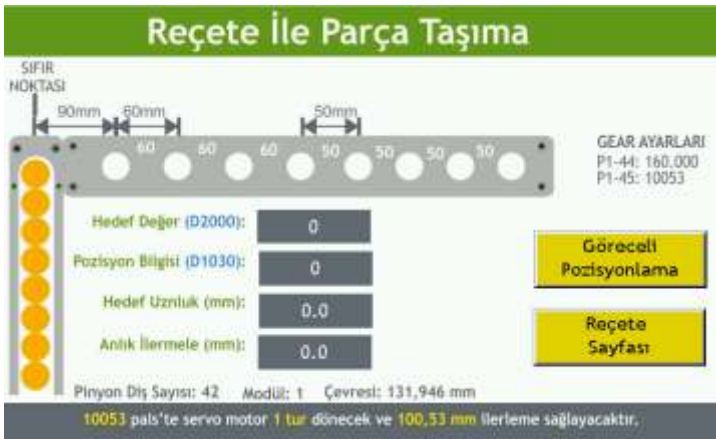 Reçete İle Parça Taşıma
SIFIR
NOKTASI
90mm 60mm 50mm
60 60 60 50 50 50 50
GEAR AYARLARI
P1-44: 160.000
P1-45: 10053
Hedef Değer (D2000): 0
Pozisyon Bilgisi (D1030): 0
Hedef Uznluk (mm): 0.0
Anlık İlermele (mm): 0.0
Göreceli
Pozisyonlama
Reçete
Sayfası
Pinyon Diş Sayısı: 42 Modül: 1 Çevresi: 131,946 mm
10053 pals'te servo motor 1 tur dönecek ve 100,53 mm ilerleme sağlayacaktır.